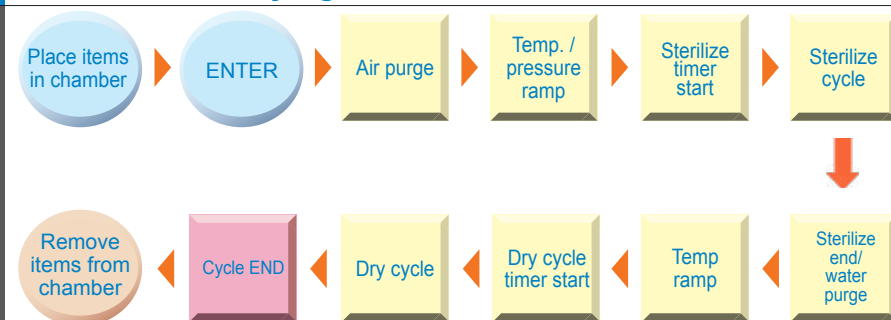 Place items
in chamber
ENTER
Air purge
Temp. /
pressure
ramp
Sterilize
timer
start
Sterilize
cycle
Sterilize
end/
water
purge
Temp
ramp
Dry cycle
timer start
Dry cycle
Cycle END
Remove
items from
chamber